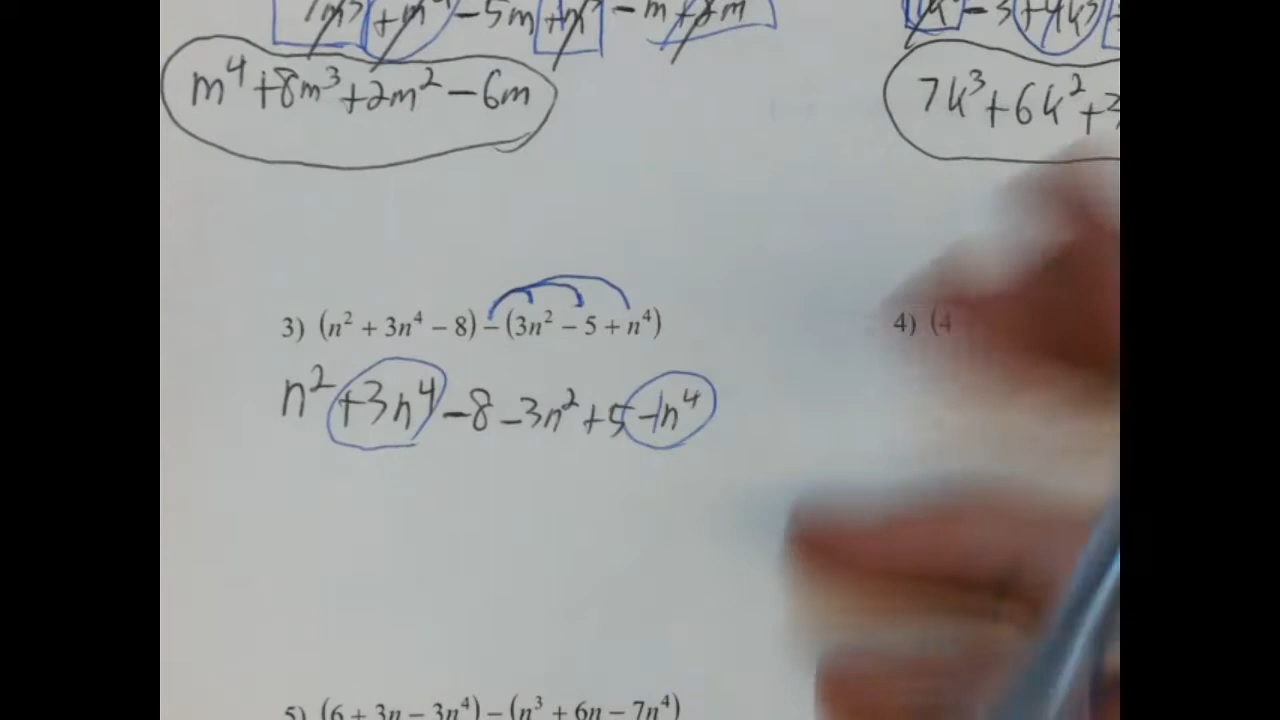 − 5m − m
m⁴ + 8m³ + 2m² − 6m
7k³ + 6k² +
3) (n² + 3n⁴ − 8) − (3n² − 5 + n⁴)
4) (4
n² + 3n⁴ − 8 − 3n² + 5 − 1n⁴
5) (6 + 3n − 3n⁴) − (n³ + 6n − 7n⁴)